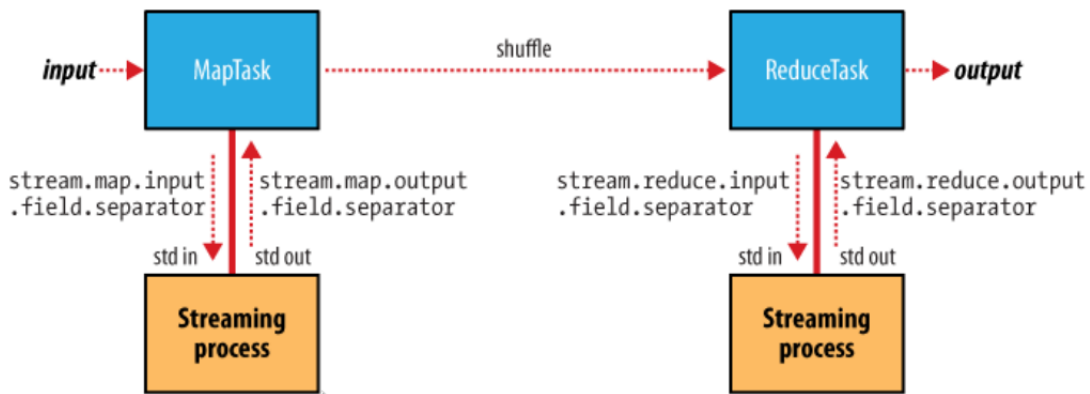 input
MapTask
shuffle
ReduceTask
output
stream.map.input
.field.separator
stream.map.output
.field.separator
stream.reduce.input
.field.separator
stream.reduce.output
.field.separator
std in
std out
std in
std out
Streaming
process
Streaming
process